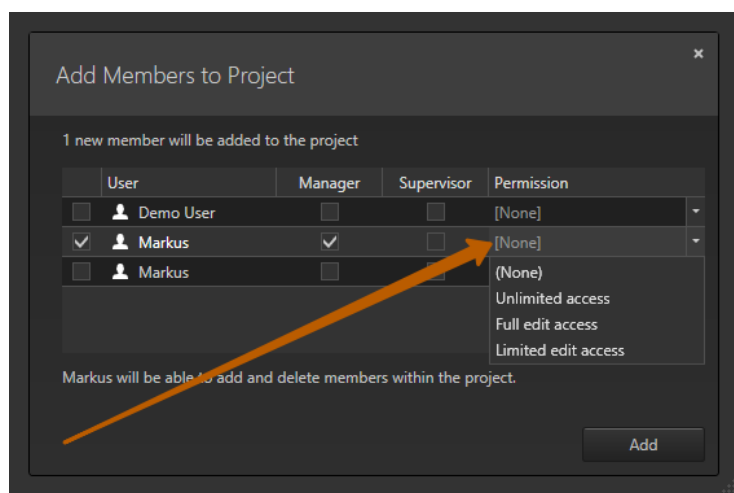 Add Members to Project
1 new member will be added to the project
User Manager Supervisor Permission
Demo User [None]
Markus [None]
Markus
(None)
Unlimited access
Full edit access
Limited edit access
Markus will be able to add and delete members within the project.
Add